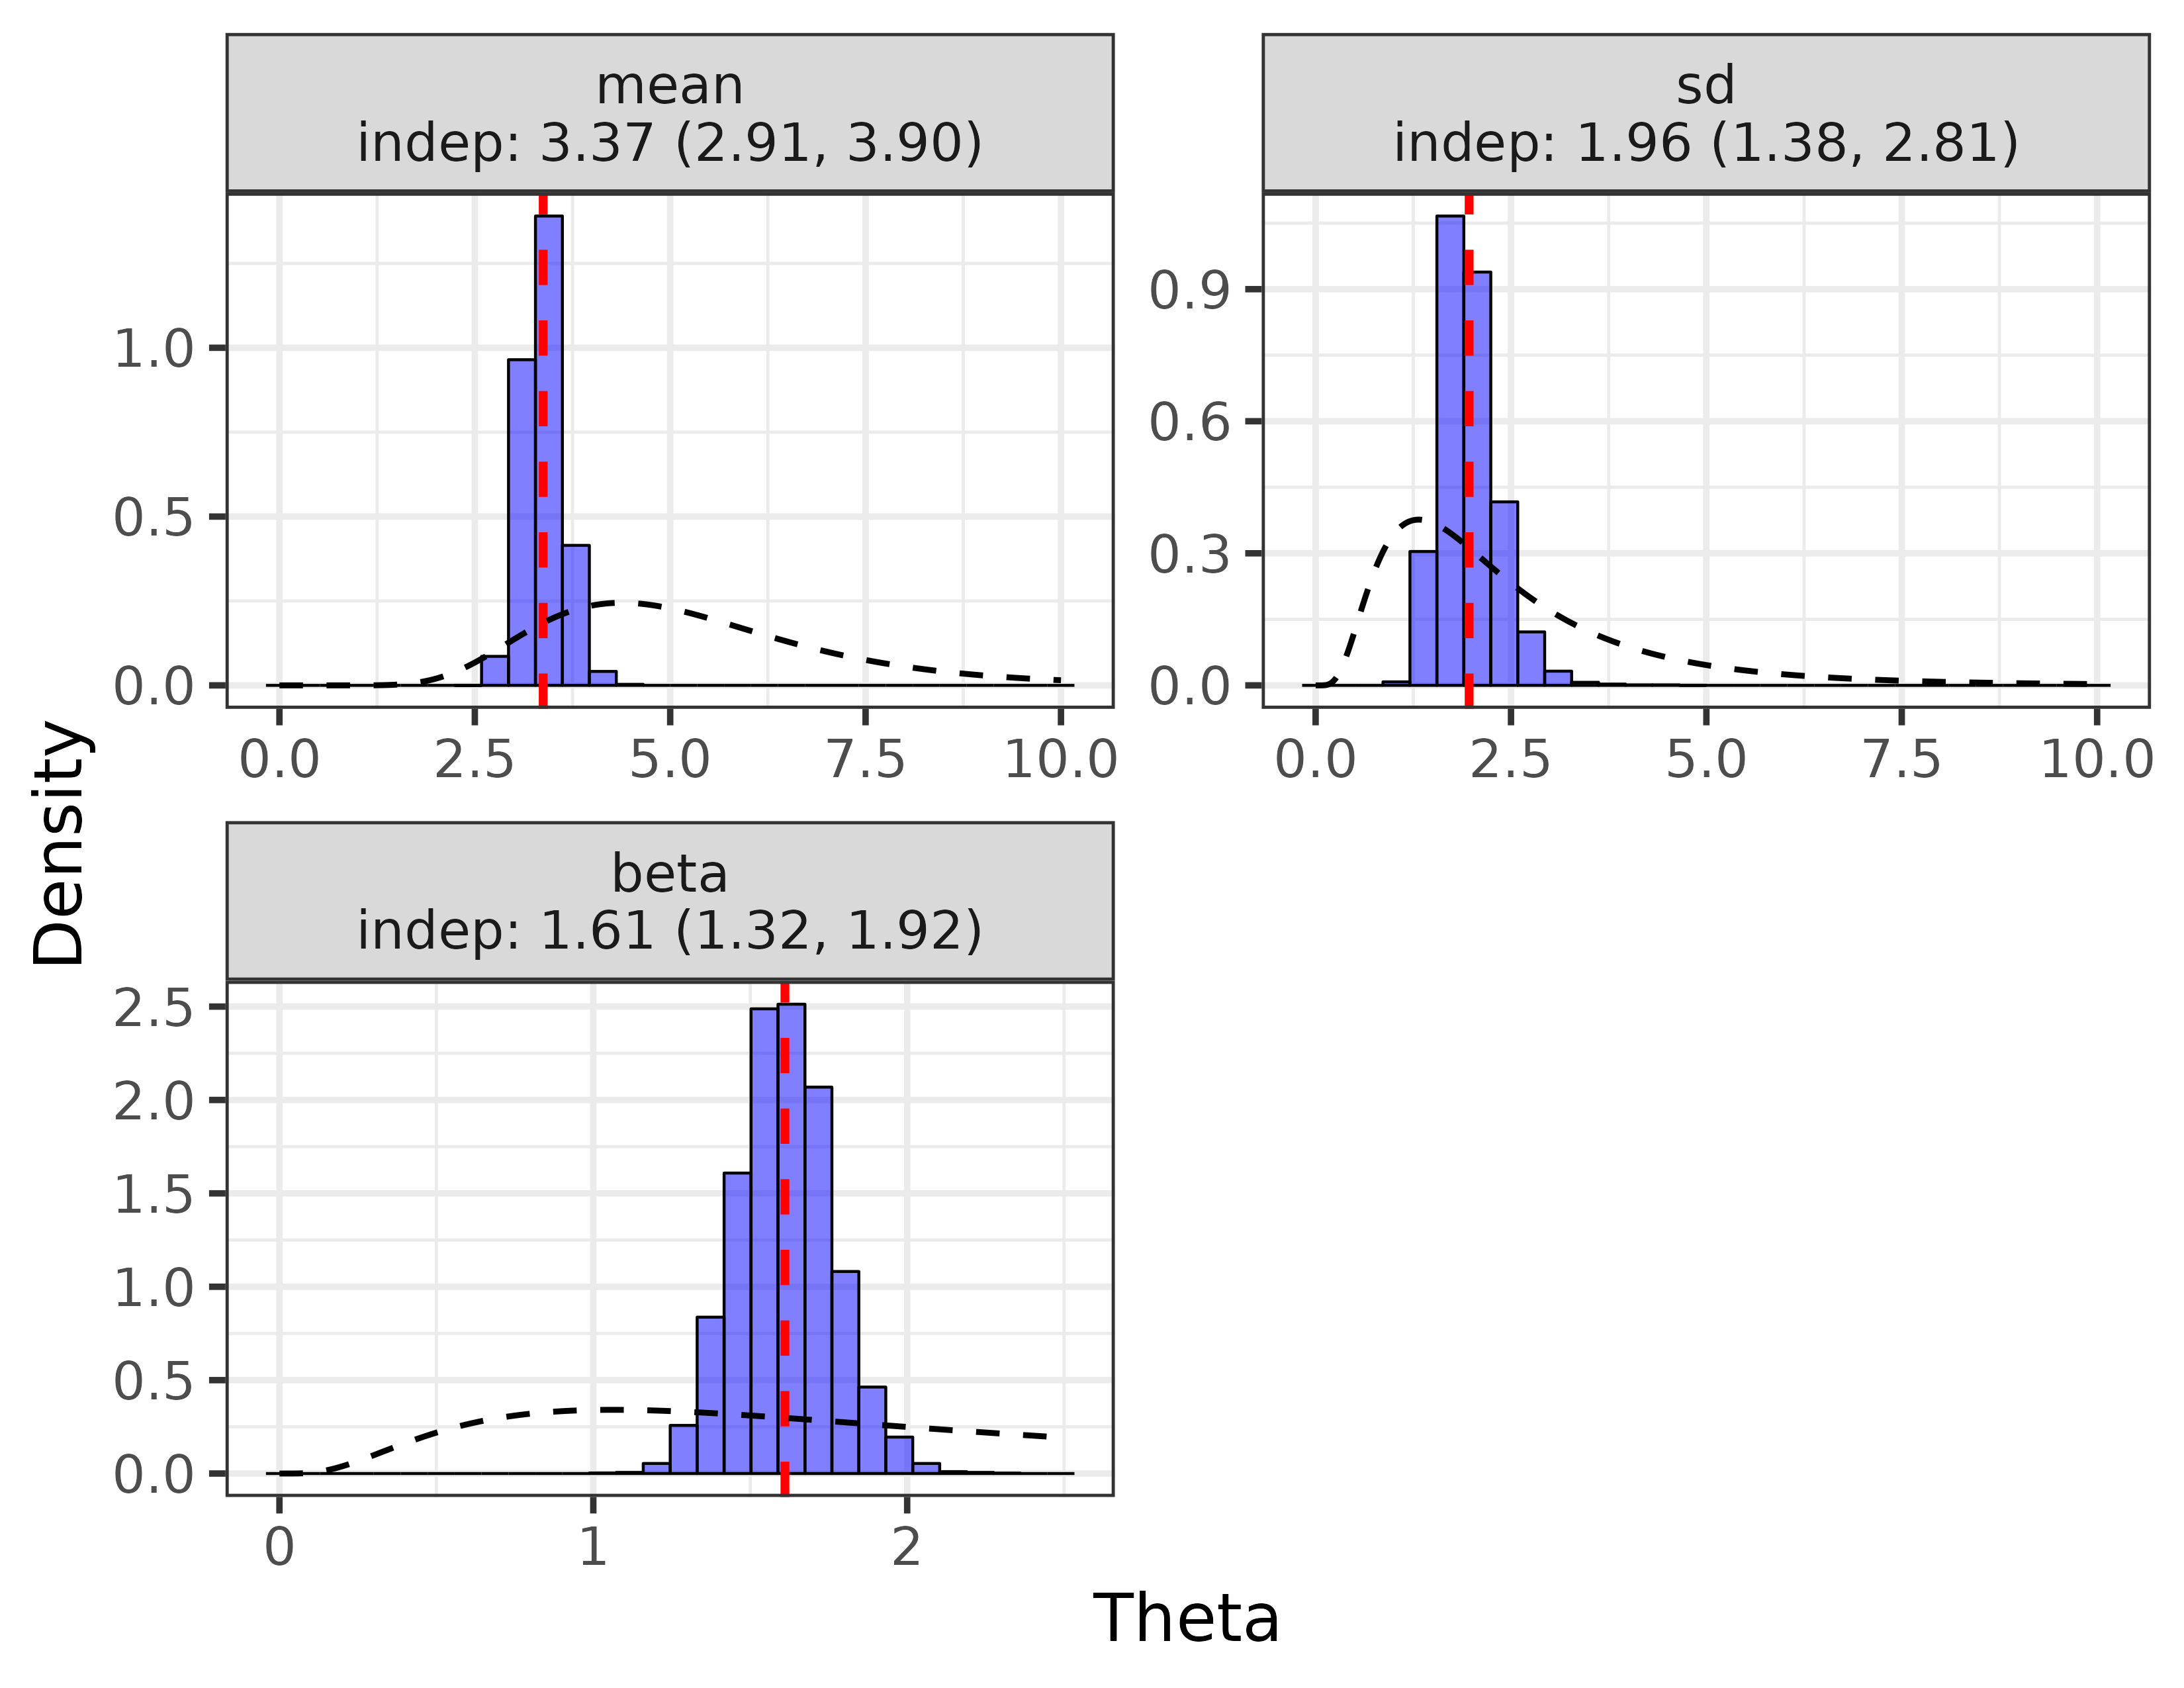 mean
indep: 3.37 (2.91, 3.90)
1.0
0.5
0.0
0.0 2.5 5.0 7.5 10.0
sd
indep: 1.96 (1.38, 2.81)
0.9
0.6
0.3
0.0
0.0 2.5 5.0 7.5 10.0
beta
indep: 1.61 (1.32, 1.92)
2.5
2.0
1.5
1.0
0.5
0.0
0 1 2
Density
Theta